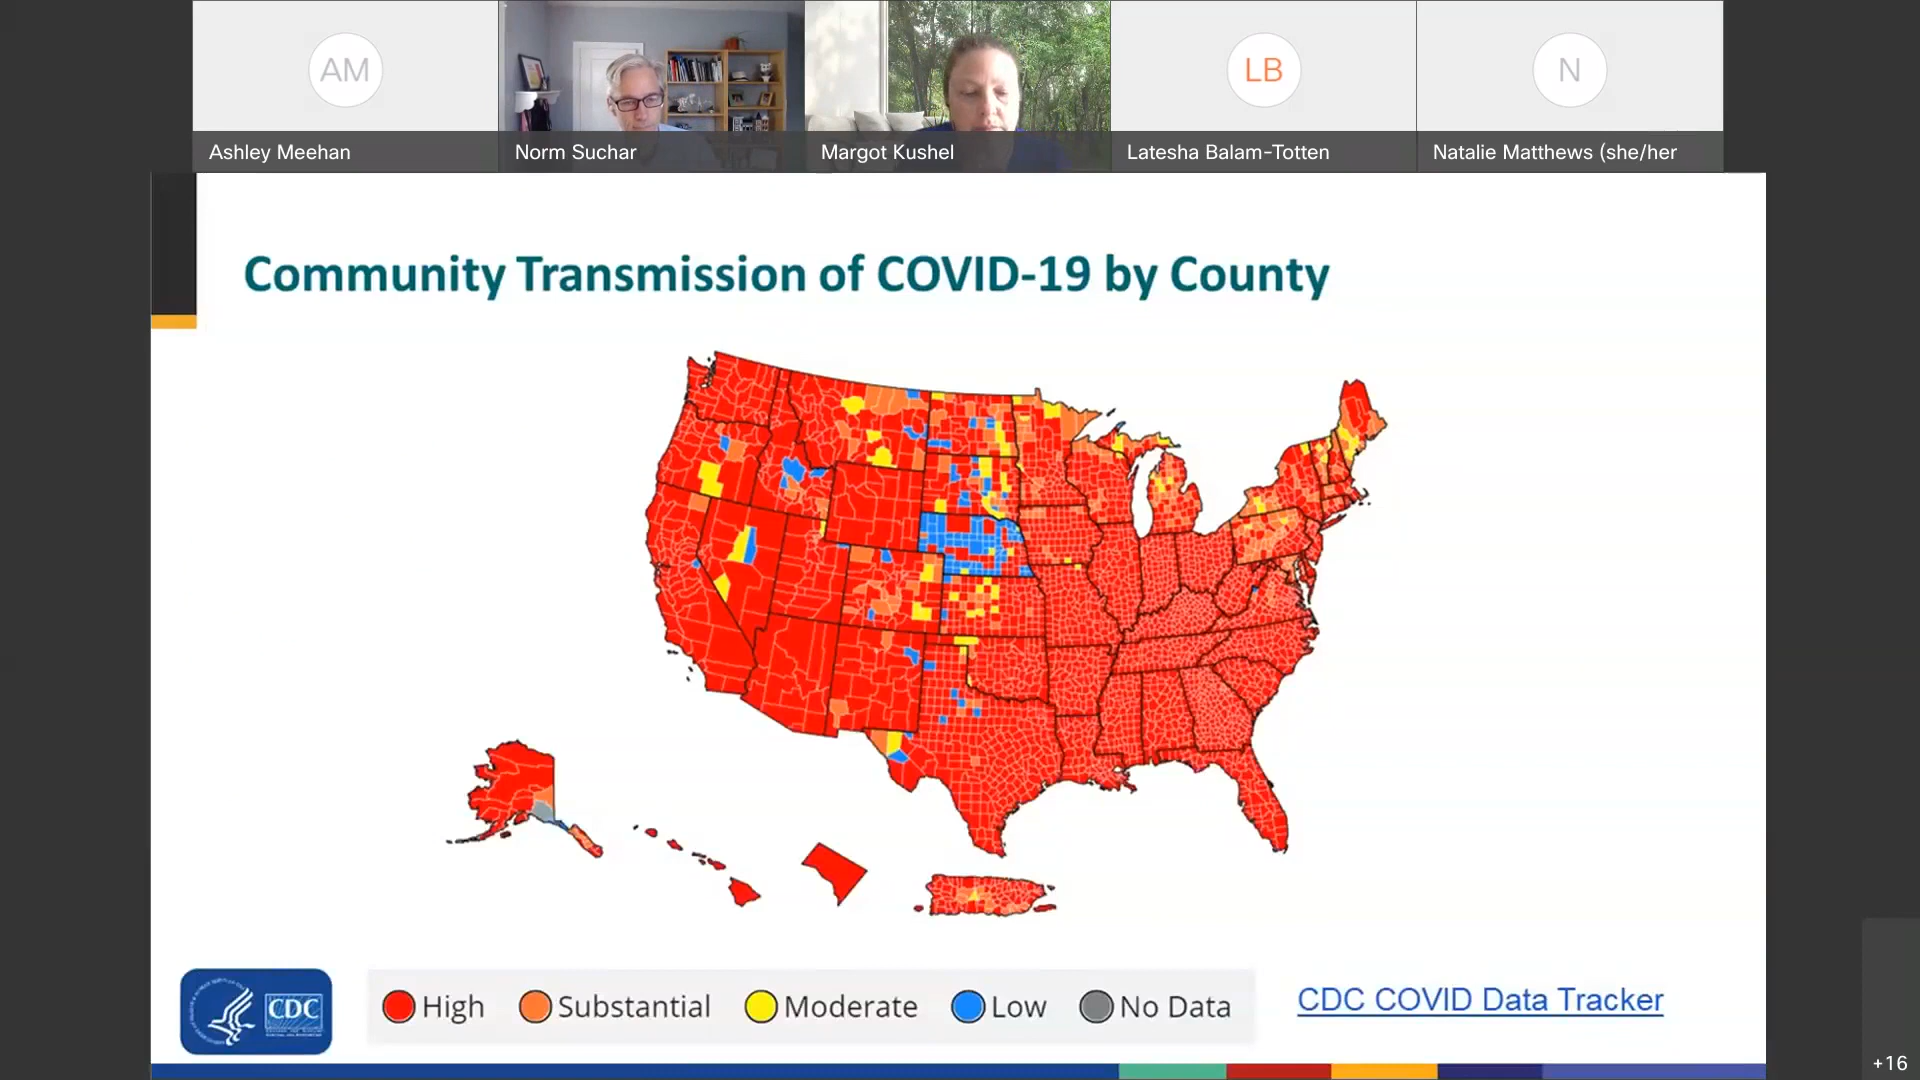 AM
LB
N
Ashley Meehan
Norm Suchar
Margot Kushel
Latesha Balam-Totten
Natalie Matthews (she/her
Community Transmission of COVID-19 by County
CDC
High
Substantial
Moderate
Low
No Data
CDC COVID Data Tracker
+16